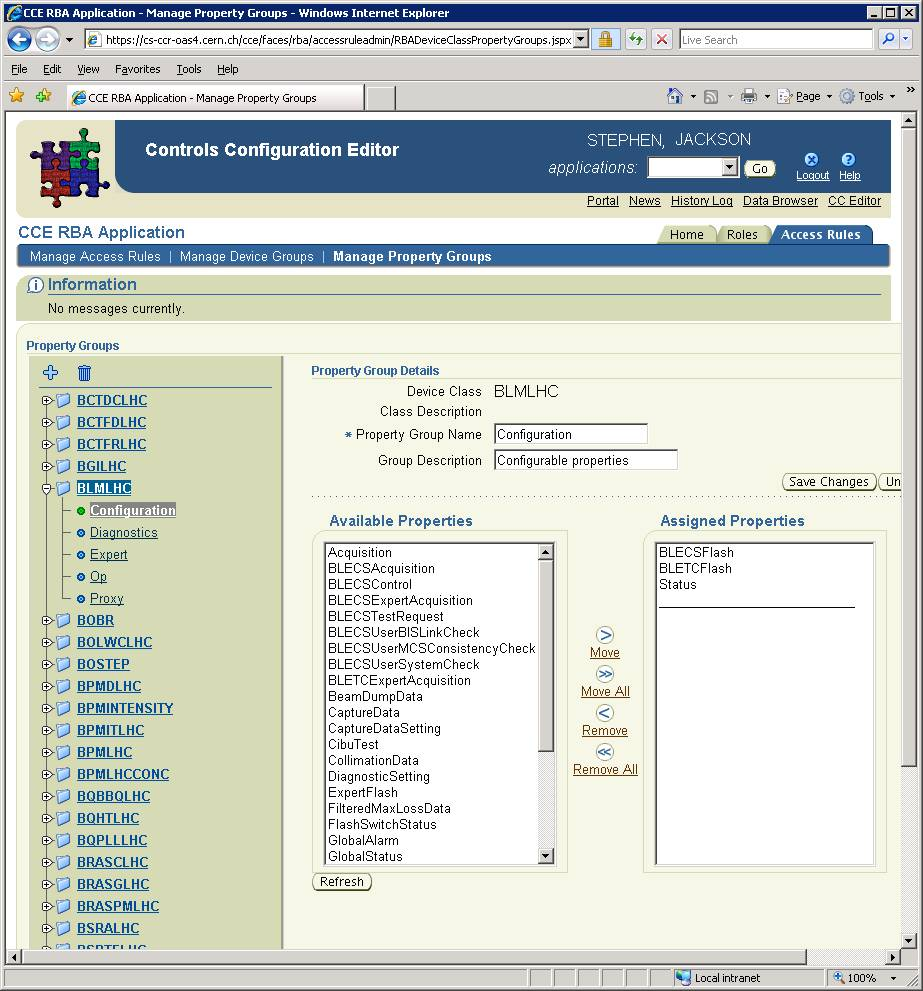 CCE RBA Application - Manage Property Groups - Windows Internet Explorer
https://cs-ccr-oas4.cern.ch/cce/faces/rba/accessruleadmin/RBADeviceClassPropertyGroups.jspx
Live Search
File Edit View Favorites Tools Help
CCE RBA Application - Manage Property Groups
Page Tools »
Controls Configuration Editor
STEPHEN, JACKSON
applications: Go
Logout Help
Portal News History Log Data Browser CC Editor
CCE RBA Application
Home Roles Access Rules
Manage Access Rules | Manage Device Groups | Manage Property Groups
Information
No messages currently.
Property Groups
BCTDCLHC
BCTFDLHC
BCTFRLHC
BGILHC
BLMLHC
Configuration
Diagnostics
Expert
Op
Proxy
BOBR
BOLWCLHC
BOSTEP
BPMDLHC
BPMINTENSITY
BPMITLHC
BPMLHC
BPMLHCCONC
BQBBQLHC
BQHTLHC
BQPLLLHC
BRASCLHC
BRASGLHC
BRASPMLHC
BSRALHC
Property Group Details
Device Class BLMLHC
Class Description
* Property Group Name Configuration
Group Description Configurable properties
Save Changes Un
Available Properties
Acquisition
BLECSAcquisition
BLECSControl
BLECSExpertAcquisition
BLECSTestRequest
BLECSUserBISLinkCheck
BLECSUserMCSConsistencyCheck
BLECSUserSystemCheck
BLETCExpertAcquisition
BeamDumpData
CaptureData
CaptureDataSetting
CibuTest
CollimationData
DiagnosticSetting
ExpertFlash
FilteredMaxLossData
FlashSwitchStatus
GlobalAlarm
GlobalStatus
Refresh
Move
Move All
Remove
Remove All
Assigned Properties
BLECSFlash
BLETCFlash
Status
Local intranet
100%